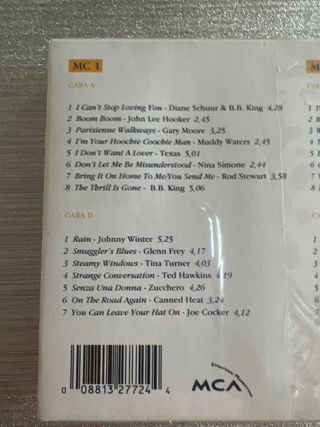 MC 1
CARA A
1 I Can't Stop Loving You - Diane Schuur & B.B. King 4,28
2 Boom Boom - John Lee Hooker 2,45
3 Parisienne Walkways - Gary Moore 3,25
4 I'm Your Hoochie Coochie Man - Muddy Waters 2,45
5 I Don't Want A Lover - Texas 5,01
6 Don't Let Me Be Misunderstood - Nina Simone 2,44
7 Bring It On Home To Me/You Send Me - Rod Stewart 3,58
8 The Thrill Is Gone - B.B. King 5,06
CARA B
1 Rain - Johnny Winter 5,25
2 Smuggler's Blues - Glenn Frey 4,17
3 Steamy Windows - Tina Turner 4,03
4 Strange Conversation - Ted Hawkins 4,19
5 Senza Una Donna - Zucchero 4,26
6 On The Road Again - Canned Heat 3,24
7 You Can Leave Your Hat On - Joe Cocker 4,12
0 08813 27724 4
MCA